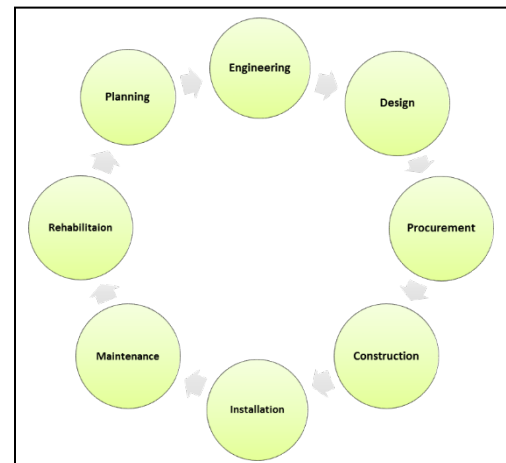 Engineering
Design
Procurement
Construction
Installation
Maintenance
Rehabilitaion
Planning